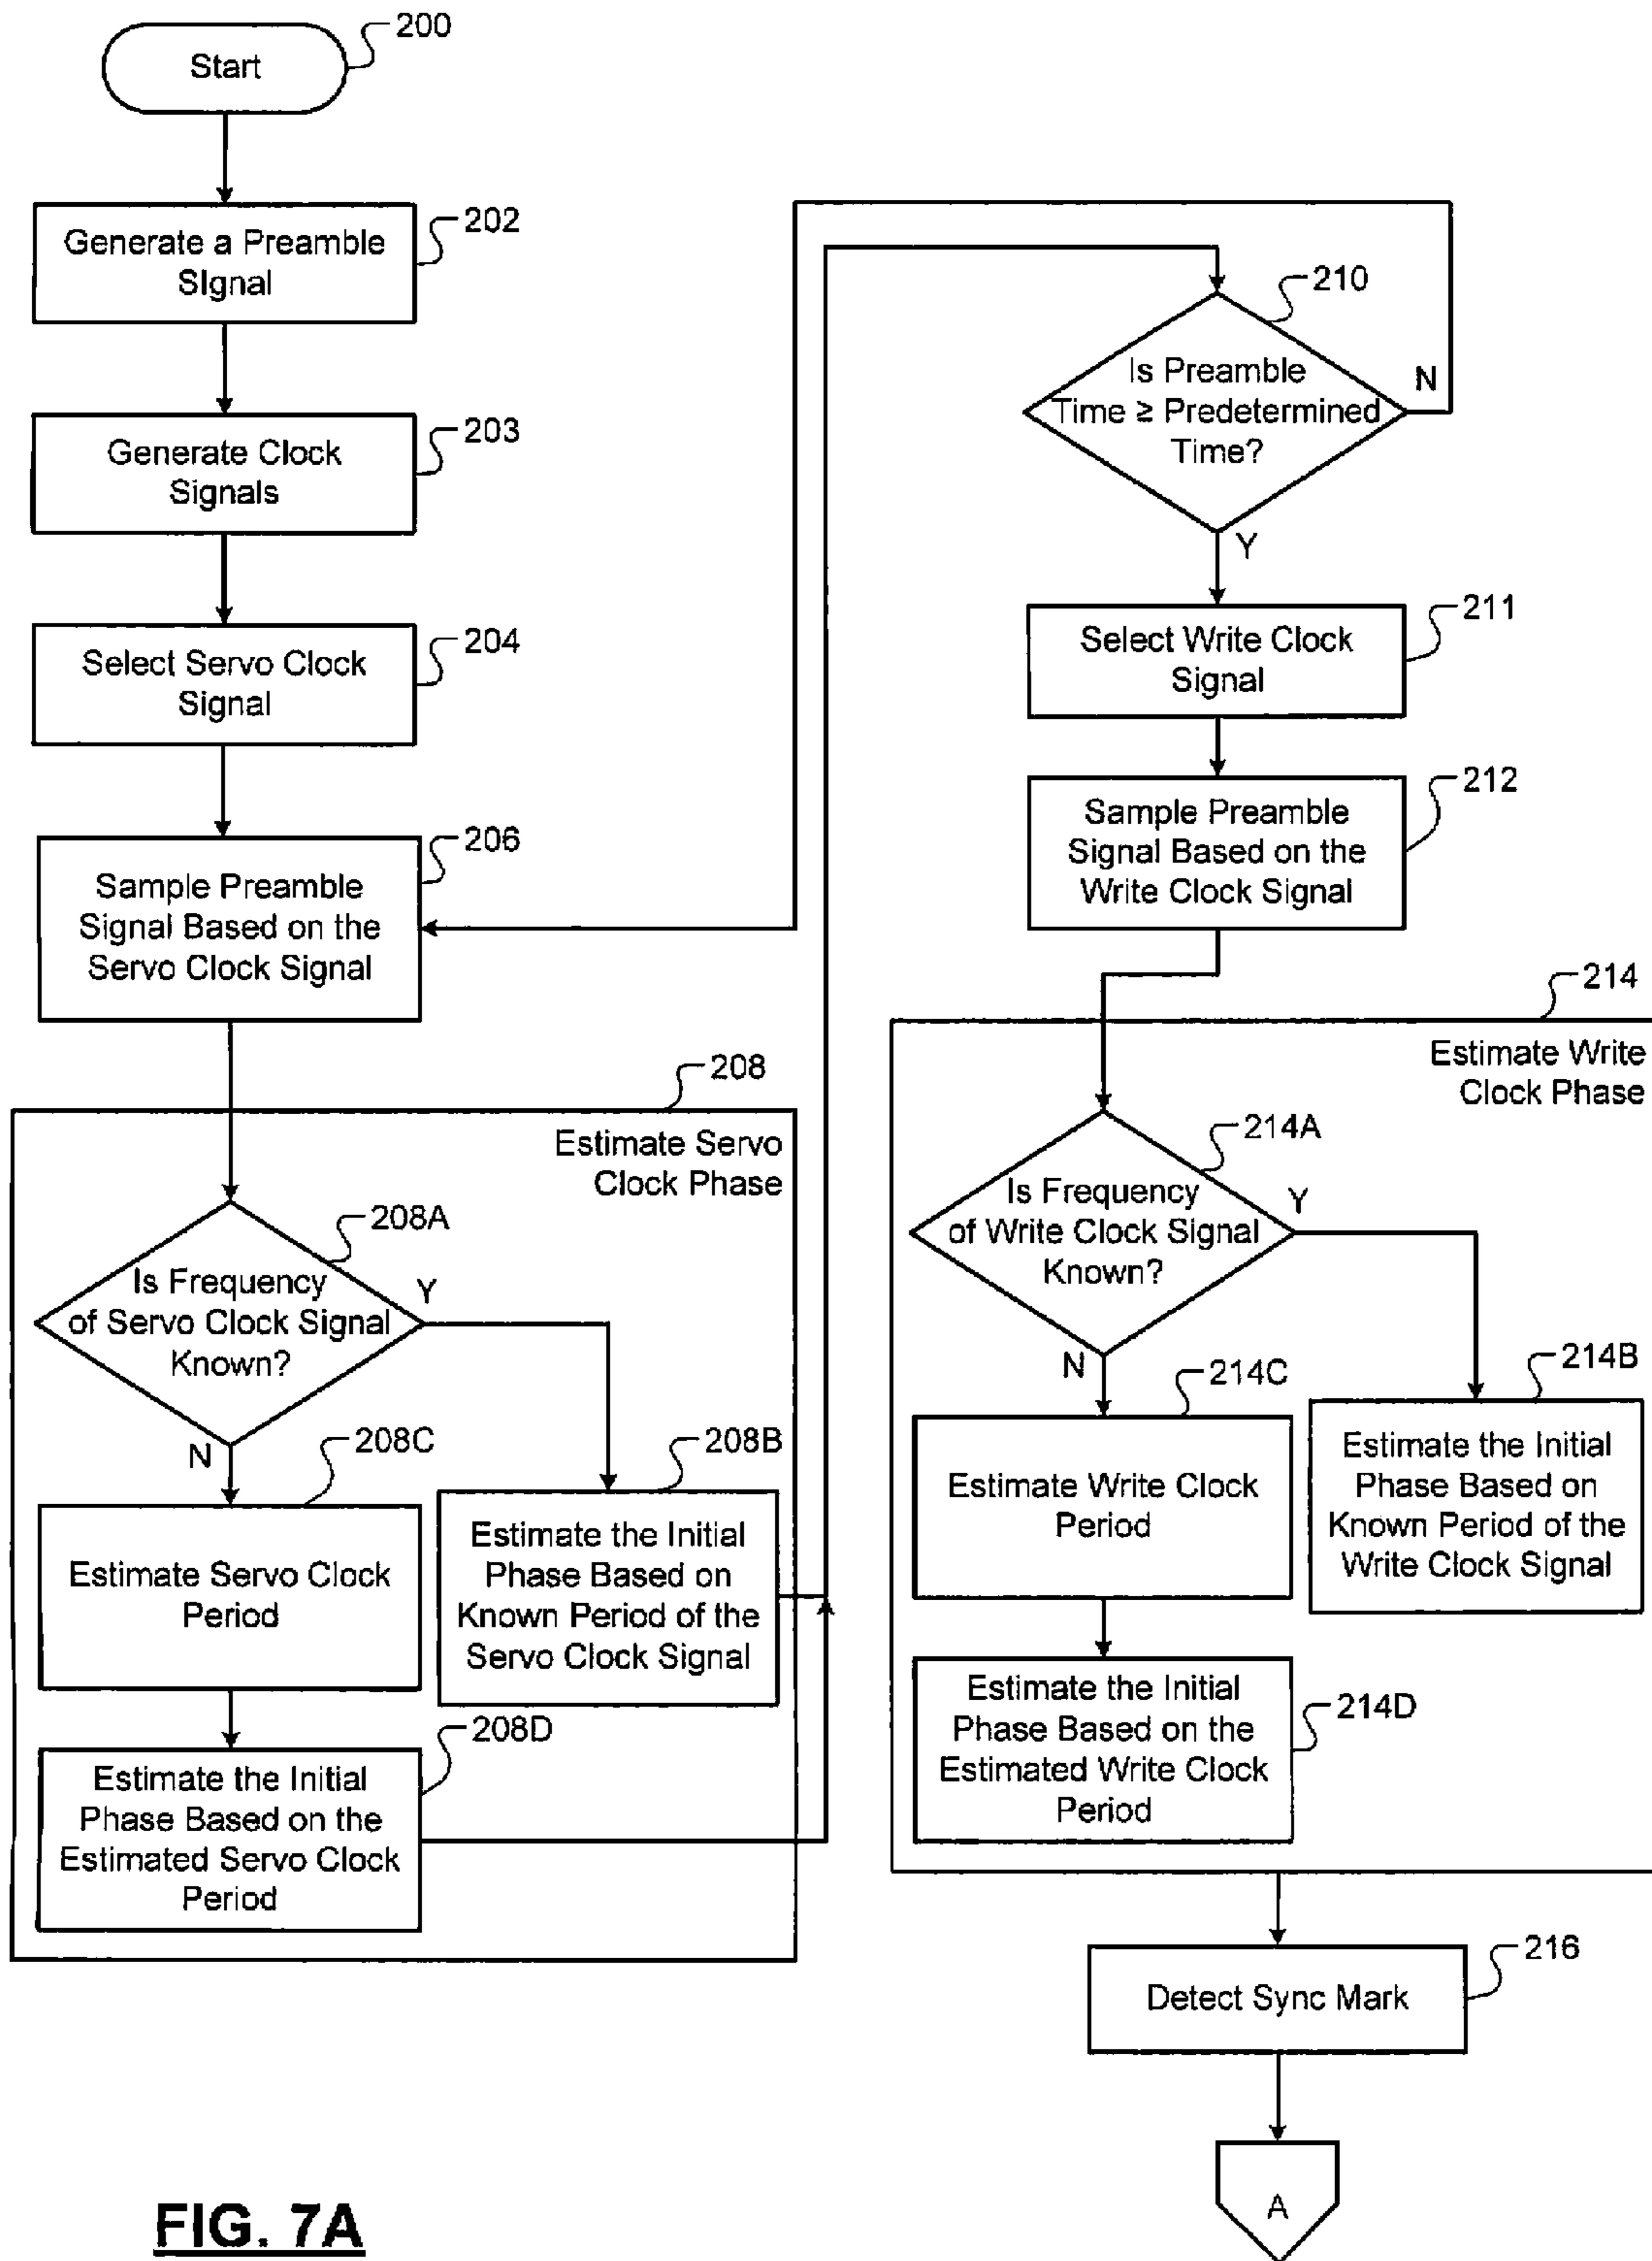 Start
200
Generate a Preamble
SIgnal
202
Generate Clock
Signals
203
Select Servo Clock
Signal
204
Sample Preamble
Signal Based on the
Servo Clock Signal
206
208
Estimate Servo
Clock Phase
208A
Is Frequency
of Servo Clock Signal
Known?
Y
N
208C
Estimate Servo Clock
Period
208B
Estimate the Initial
Phase Based on
Known Period of the
Servo Clock Signal
208D
Estimate the Initial
Phase Based on the
Estimated Servo Clock
Period
210
Is Preamble
Time ≥ Predetermined
Time?
N
Y
211
Select Write Clock
Signal
212
Sample Preamble
Signal Based on the
Write Clock Signal
214
Estimate Write
Clock Phase
214A
Is Frequency
of Write Clock Signal
Known?
Y
N
214C
Estimate Write Clock
Period
214B
Estimate the Initial
Phase Based on
Known Period of the
Write Clock Signal
214D
Estimate the Initial
Phase Based on the
Estimated Write Clock
Period
216
Detect Sync Mark
A
FIG. 7A